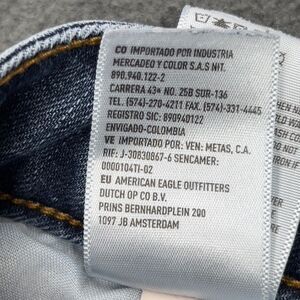 CO IMPORTADO POR INDUSTRIA
MERCADEO Y COLOR S.A.S NIT.
890.940.122-2
CARRERA 43ª NO. 25B SUR-136
TEL. (574)-270-4211 FAX. (574)-331-4445
REGISTRO SIC: 890940122
ENVIGADO-COLOMBIA
VE IMPORTADO POR: VEN: METAS, C.A.
RIF: J-30830867-6 SENCAMER:
0000104TI-02
EU AMERICAN EAGLE OUTFITTERS
DUTCH OP CO B.V.
PRINS BERNHARDPLEIN 200
1097 JB AMSTERDAM